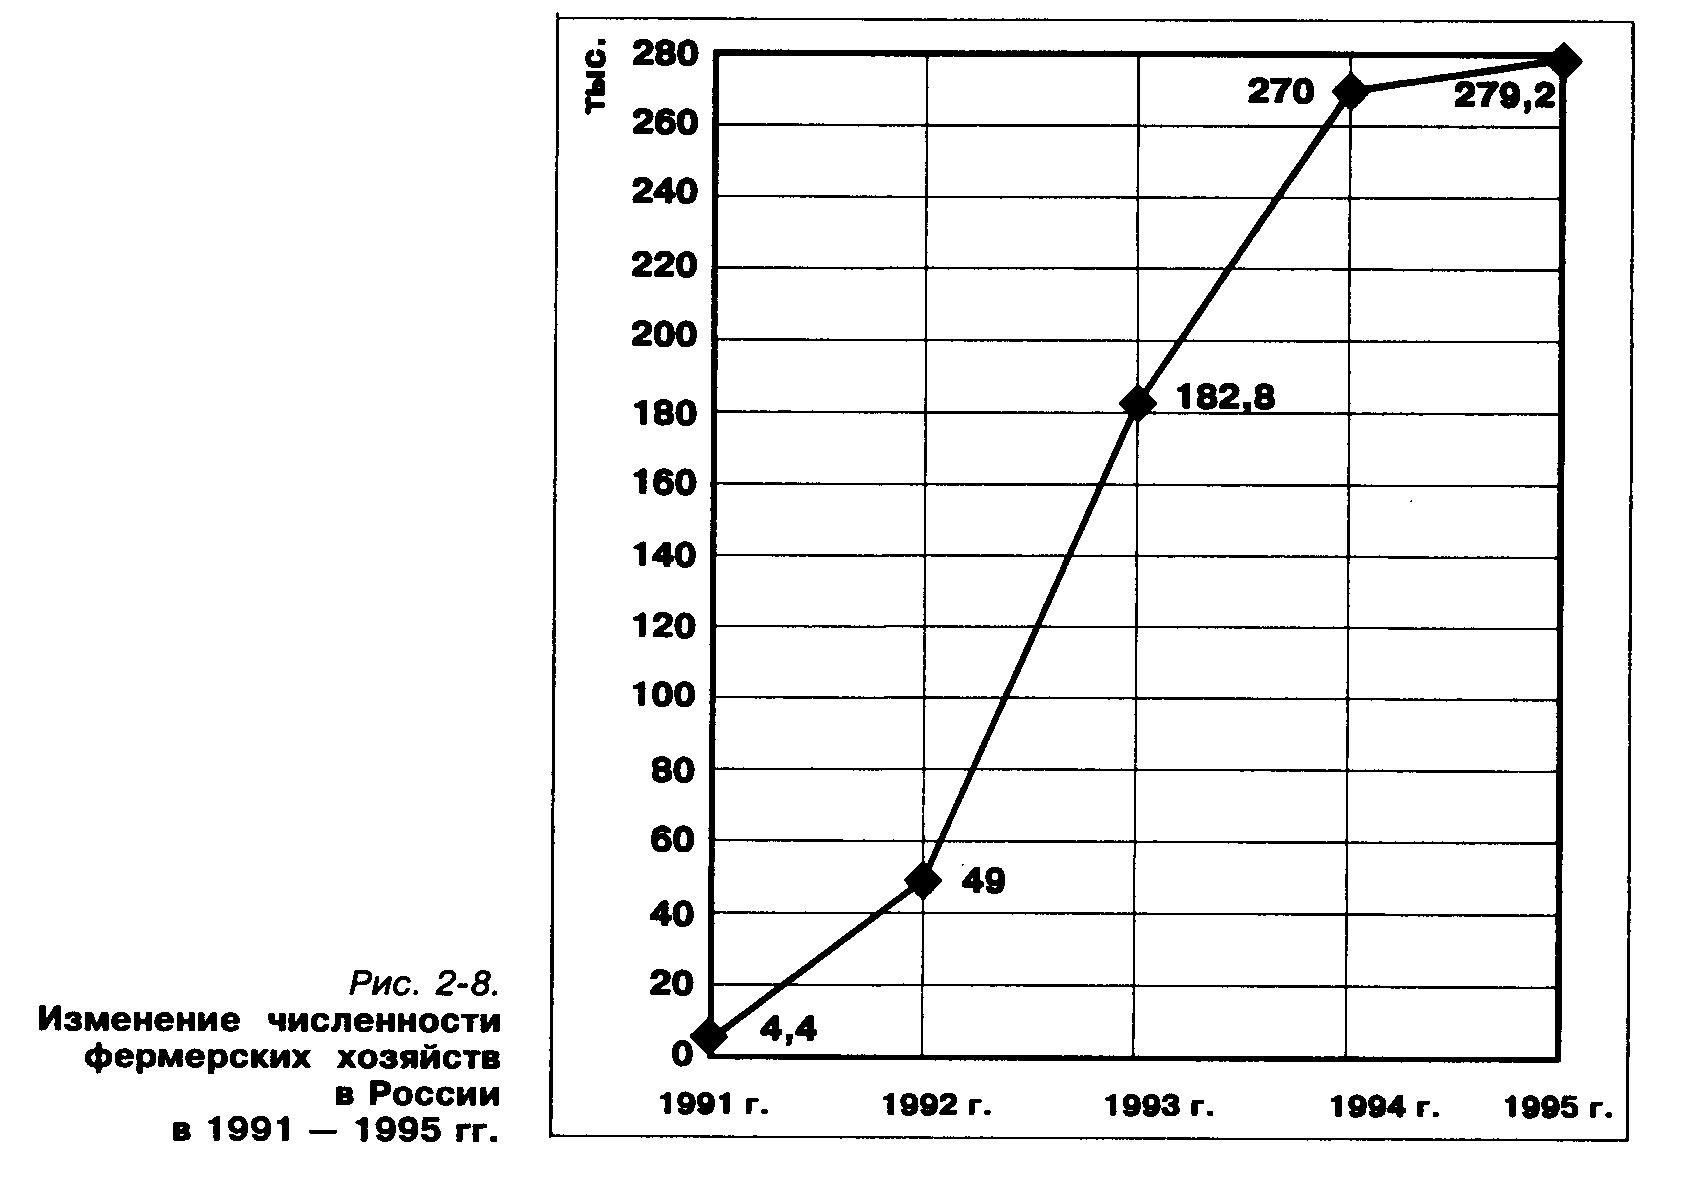 тыс.
280
260
240
220
200
180
160
140
120
100
80
60
40
20
0
270
279,2
182,8
49
4,4
1991 г.
1992 г.
1993 г.
1994 г.
1995 г.
Рис. 2-8.
Изменение численности
фермерских хозяйств
в России
в 1991 — 1995 гг.